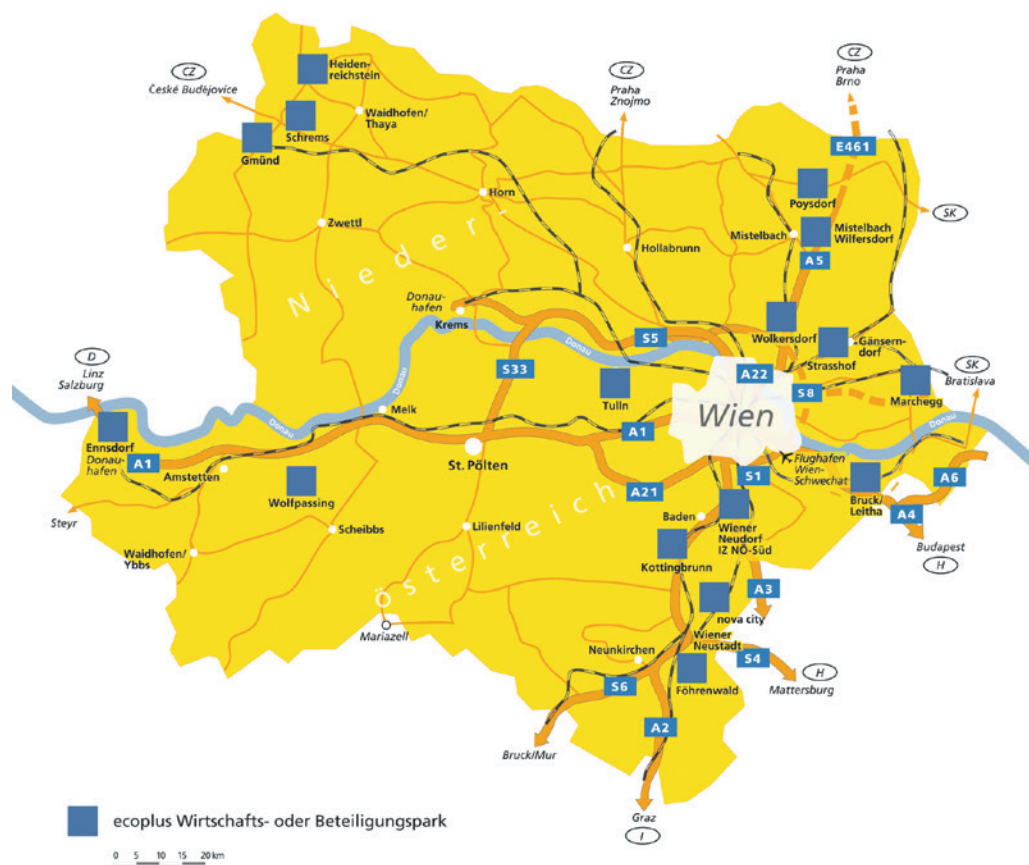 CZ
České Budějovice
Heiden-
reichstein
Waidhofen/
Thaya
Schrems
Gmünd
CZ
Praha
Znojmo
CZ
Praha
Brno
E461
Poysdorf
SK
Horn
Zwettl
Hollabrunn
Mistelbach
Mistelbach
Wilfersdorf
A5
Nieder-
Donau-
hafen
Krems
Donau
S5
S33
Donau
Wolkersdorf
Gänsern-
dorf
Strasshof
A22
S8
SK
Bratislava
Marchegg
D
Linz
Salzburg
Ennsdorf
Donau-
hafen
A1
Donau
Melk
Tulln
Wien
A1
Donau
Amstetten
St. Pölten
A21
S1
Flughafen
Wien-
Schwechat
Bruck/
Leitha
A6
A4
Budapest
H
Wolfpassing
Steyr
Scheibbs
Lilienfeld
Österreich
Baden
Wiener
Neudorf
IZ NÖ-Süd
Kottingbrunn
Waidhofen/
Ybbs
A3
nova city
Mariazell
Neunkirchen
Wiener
Neustadt
S4
H
Mattersburg
S6
Föhrenwald
A2
Bruck/Mur
Graz
I
ecoplus Wirtschafts- oder Beteiligungspark
0 5 10 15 20 km